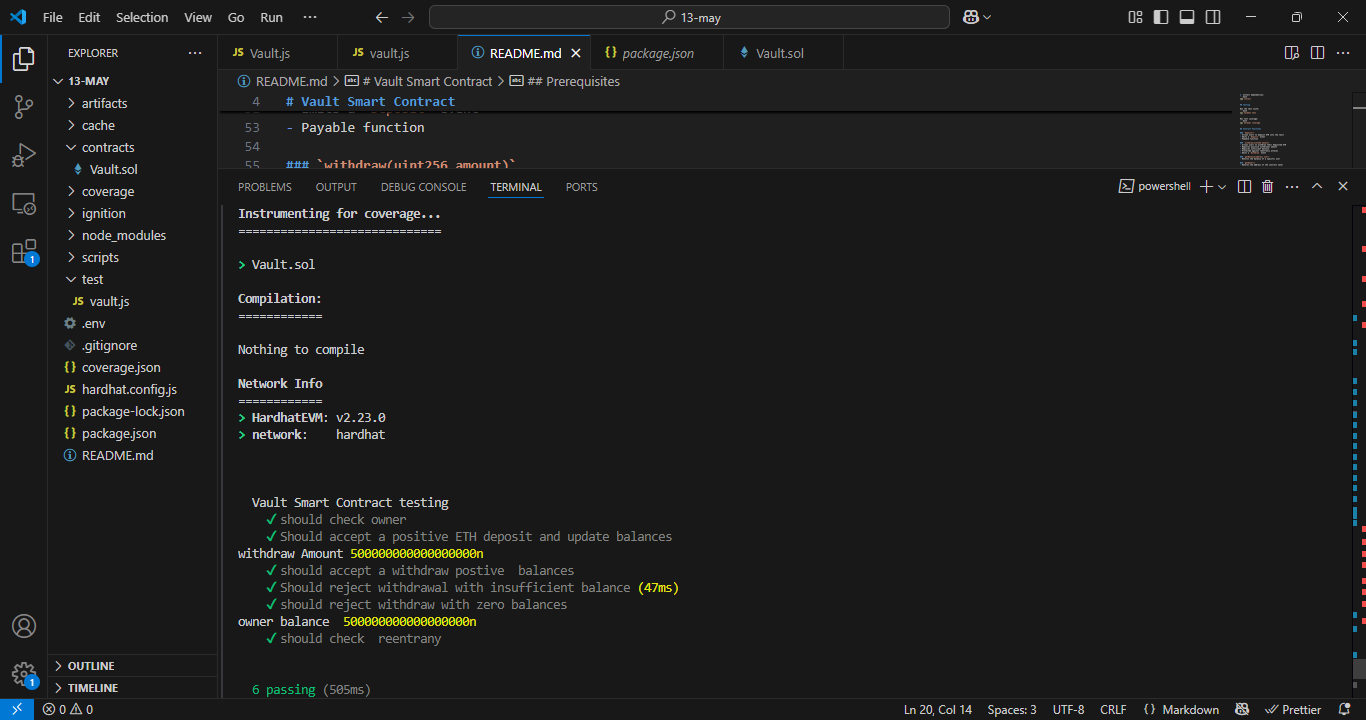 File Edit Selection View Go Run ··· 13-may
EXPLORER ···
13-MAY
artifacts
cache
contracts
Vault.sol
coverage
ignition
node_modules
scripts
test
JS vault.js
.env
.gitignore
{} coverage.json
JS hardhat.config.js
{} package-lock.json
{} package.json
README.md
OUTLINE
TIMELINE
JS Vault.js JS vault.js README.md {} package.json Vault.sol
README.md > # Vault Smart Contract > ## Prerequisites
4 # Vault Smart Contract
53 - Payable function
54
55 ### `withdraw(uint256 amount)`
PROBLEMS OUTPUT DEBUG CONSOLE TERMINAL PORTS powershell
Instrumenting for coverage...
=============================
> Vault.sol
Compilation:
============
Nothing to compile
Network Info
============
> HardhatEVM: v2.23.0
> network: hardhat
Vault Smart Contract testing
✓ should check owner
✓ Should accept a positive ETH deposit and update balances
withdraw Amount 500000000000000000n
✓ should accept a withdraw postive  balances
✓ Should reject withdrawal with insufficient balance (47ms)
✓ should reject withdraw with zero balances
owner balance  500000000000000000n
✓ should check  reentrany
6 passing (505ms)
1
1
0 0 Ln 20, Col 14 Spaces: 3 UTF-8 CRLF {} Markdown Prettier